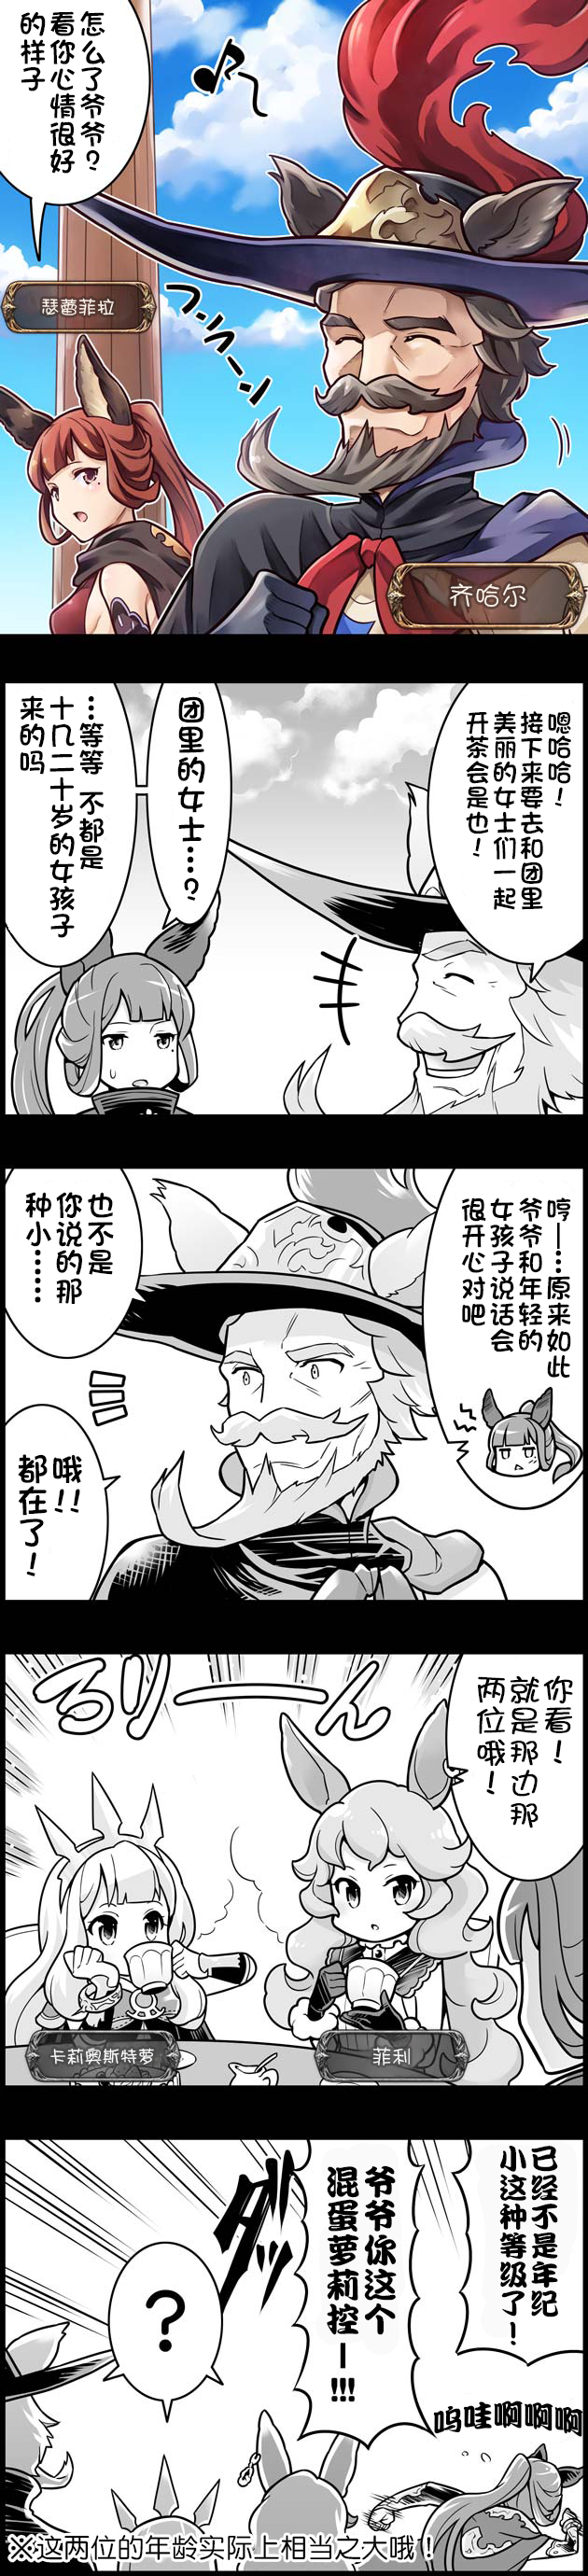 怎么了爷爷？
看你心情很好
的样子
瑟蕾菲拉
つヤ
齐哈尔
嗯哈哈！
接下来要去和团里
美丽的女士们一起
开茶会是也！
团里的女士…？
…等等 不都是
十几二十岁的女孩子
来的吗
哼—…原来如此
爷爷和年轻的
女孩子说话会
很开心对吧
也不是
你说的那
种小……
哦!!
都在了！
你看！
就是那边那
两位哦！
ろりーん
卡莉奥斯特萝
菲利
已经不是年纪
小这种等级了！
爷爷你这个
混蛋萝莉控ー!!!
ダッ
？
呜哇啊啊啊
※这两位的年龄实际上相当之大哦！